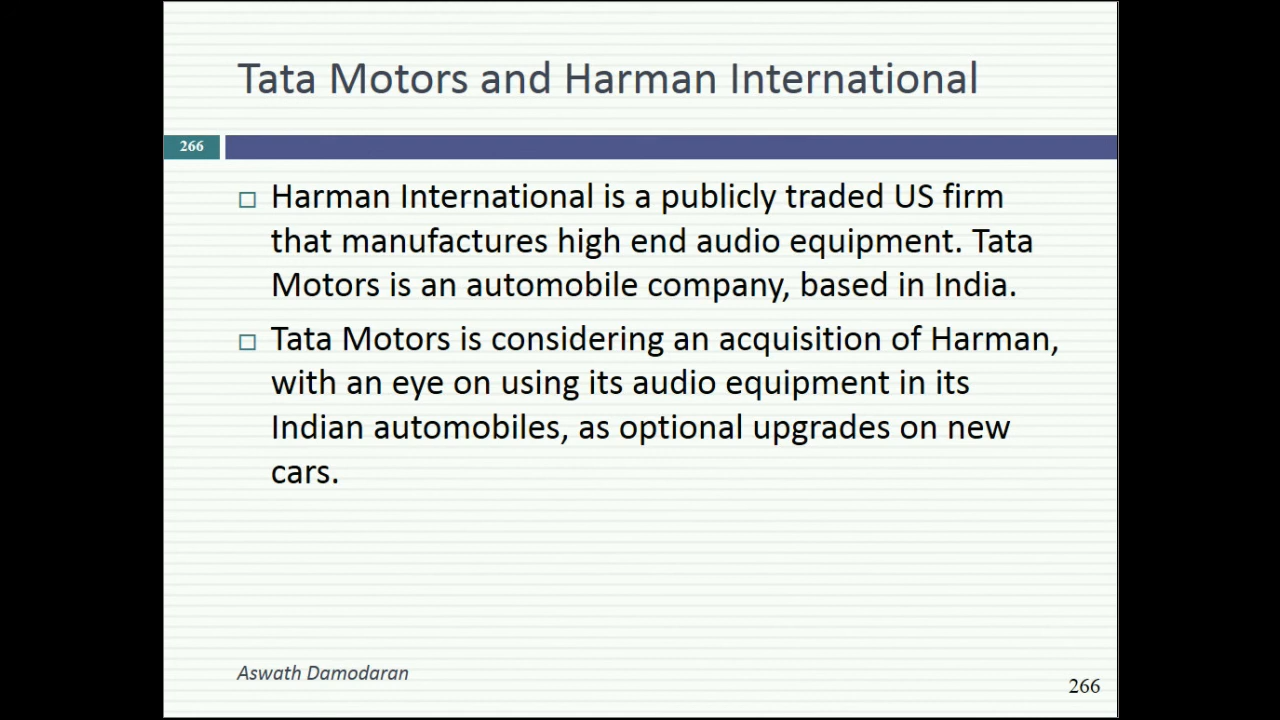 Tata Motors and Harman International
266
Harman International is a publicly traded US firm
that manufactures high end audio equipment. Tata
Motors is an automobile company, based in India.
Tata Motors is considering an acquisition of Harman,
with an eye on using its audio equipment in its
Indian automobiles, as optional upgrades on new
cars.
Aswath Damodaran
266